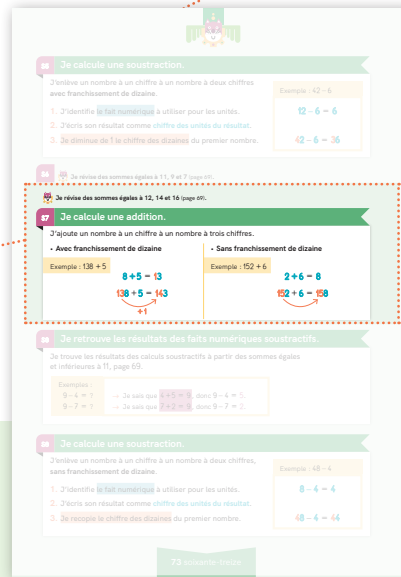 56 Je calcule une soustraction.
J'enlève un nombre à un chiffre à un nombre à deux chiffres
avec franchissement de dizaine.
1. J'identifie le fait numérique à utiliser pour les unités.
2. J'écris son résultat comme chiffre des unités du résultat.
3. Je diminue de 1 le chiffre des dizaines du premier nombre.
Exemple : 42 – 6
12 – 6 = 6
42 – 6 = 36
Je révise des sommes égales à 11, 9 et 7 (page 69).
Je révise des sommes égales à 12, 14 et 16 (page 69).
57 Je calcule une addition.
J'ajoute un nombre à un chiffre à un nombre à trois chiffres.
• Avec franchissement de dizaine
Exemple : 138 + 5
8 + 5 = 13
138 + 5 = 143
+1
• Sans franchissement de dizaine
Exemple : 152 + 6
2 + 6 = 8
152 + 6 = 158
Je retrouve les résultats des faits numériques soustractifs.
Je trouve les résultats des calculs soustractifs à partir des sommes égales
et inférieures à 11, page 69.
Exemples :
9 – 4 = ? → Je sais que 4 + 5 = 9, donc 9 – 4 = 5.
9 – 7 = ? → Je sais que 7 + 2 = 9, donc 9 – 7 = 2.
Je calcule une soustraction.
J'enlève un nombre à un chiffre à un nombre à deux chiffres,
sans franchissement de dizaine.
1. J'identifie le fait numérique à utiliser pour les unités.
2. J'écris son résultat comme chiffre des unités du résultat.
3. Je recopie le chiffre des dizaines du premier nombre.
Exemple : 48 – 4
8 – 4 = 4
48 – 4 = 44
73 soixante-treize